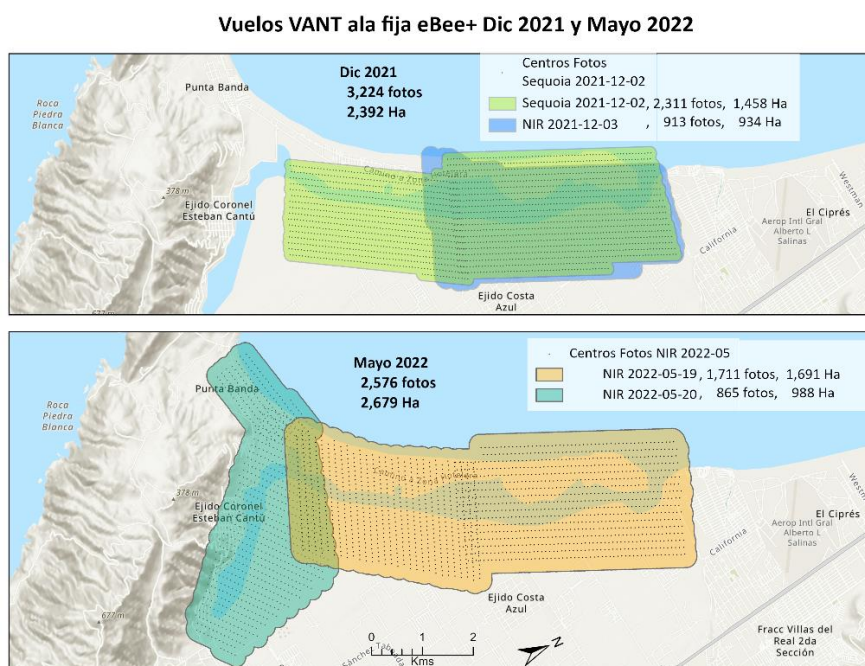 Vuelos VANT ala fija eBee+ Dic 2021 y Mayo 2022
Dic 2021
3,224 fotos
2,392 Ha
Centros Fotos
Sequoia 2021-12-02
Sequoia 2021-12-02, 2,311 fotos, 1,458 Ha
NIR 2021-12-03 , 913 fotos, 934 Ha
Punta Banda
Roca
Piedra
Blanca
378 m
Ejido Coronel
Esteban Cantú
677 m
Camino a Zona
Ejido Costa
Azul
California
Aerop Intl Gral
Alberto L
Salinas
El Ciprés
Westman
Mayo 2022
2,576 fotos
2,679 Ha
Centros Fotos NIR 2022-05
NIR 2022-05-19, 1,711 fotos, 1,691 Ha
NIR 2022-05-20, 865 fotos, 988 Ha
Punta Banda
Roca
Piedra
Blanca
378 m
Ejido Coronel
Esteban Cantú
677 m
Camino a Zona
Ejido Costa
Azul
California
Aerop Intl Gral
Alberto L
Salinas
El Ciprés
Fracc Villas del
Real 2da
Sección
0 1 2
Kms
N